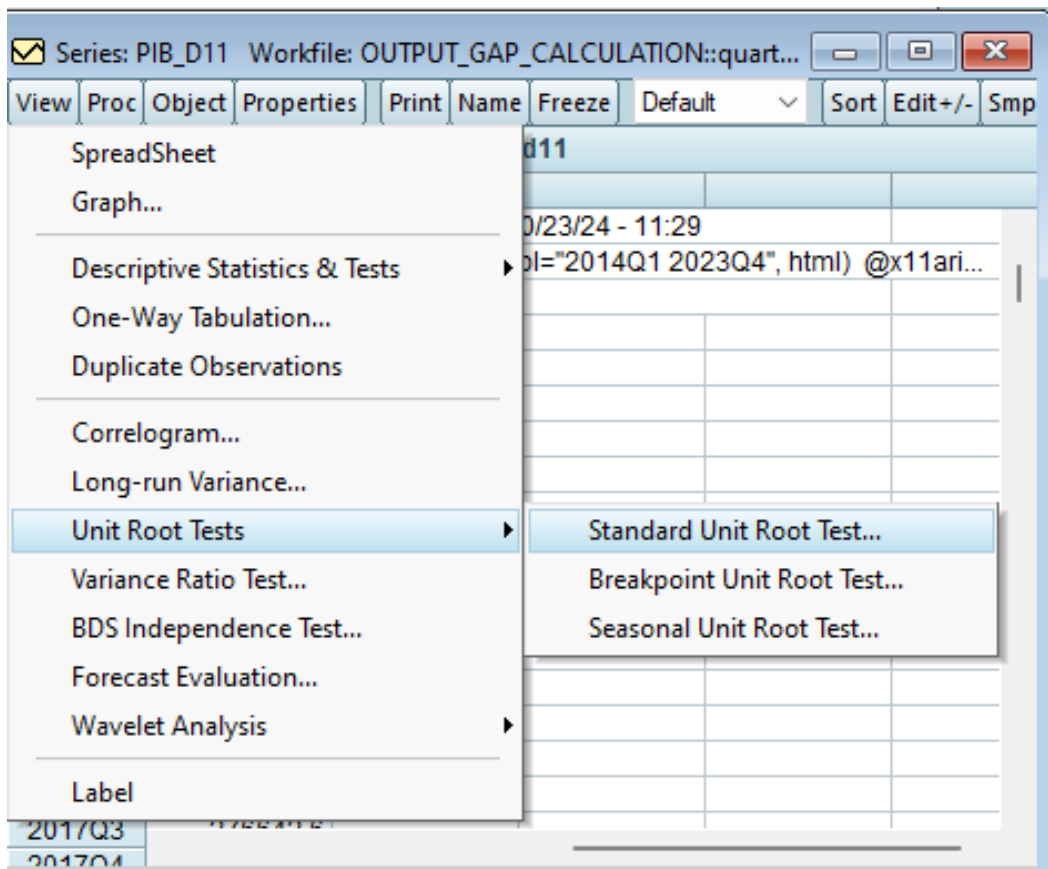 Series: PIB_D11 Workfile: OUTPUT_GAP_CALCULATION::quart...
View Proc Object Properties Print Name Freeze Default Sort Edit+/- Smp
SpreadSheet
d11
Graph...
0/23/24 - 11:29
Descriptive Statistics & Tests
ol="2014Q1 2023Q4", html) @x11ari...
One-Way Tabulation...
Duplicate Observations
Correlogram...
Long-run Variance...
Unit Root Tests
Standard Unit Root Test...
Variance Ratio Test...
Breakpoint Unit Root Test...
BDS Independence Test...
Seasonal Unit Root Test...
Forecast Evaluation...
Wavelet Analysis
Label
2017Q3
2017Q4